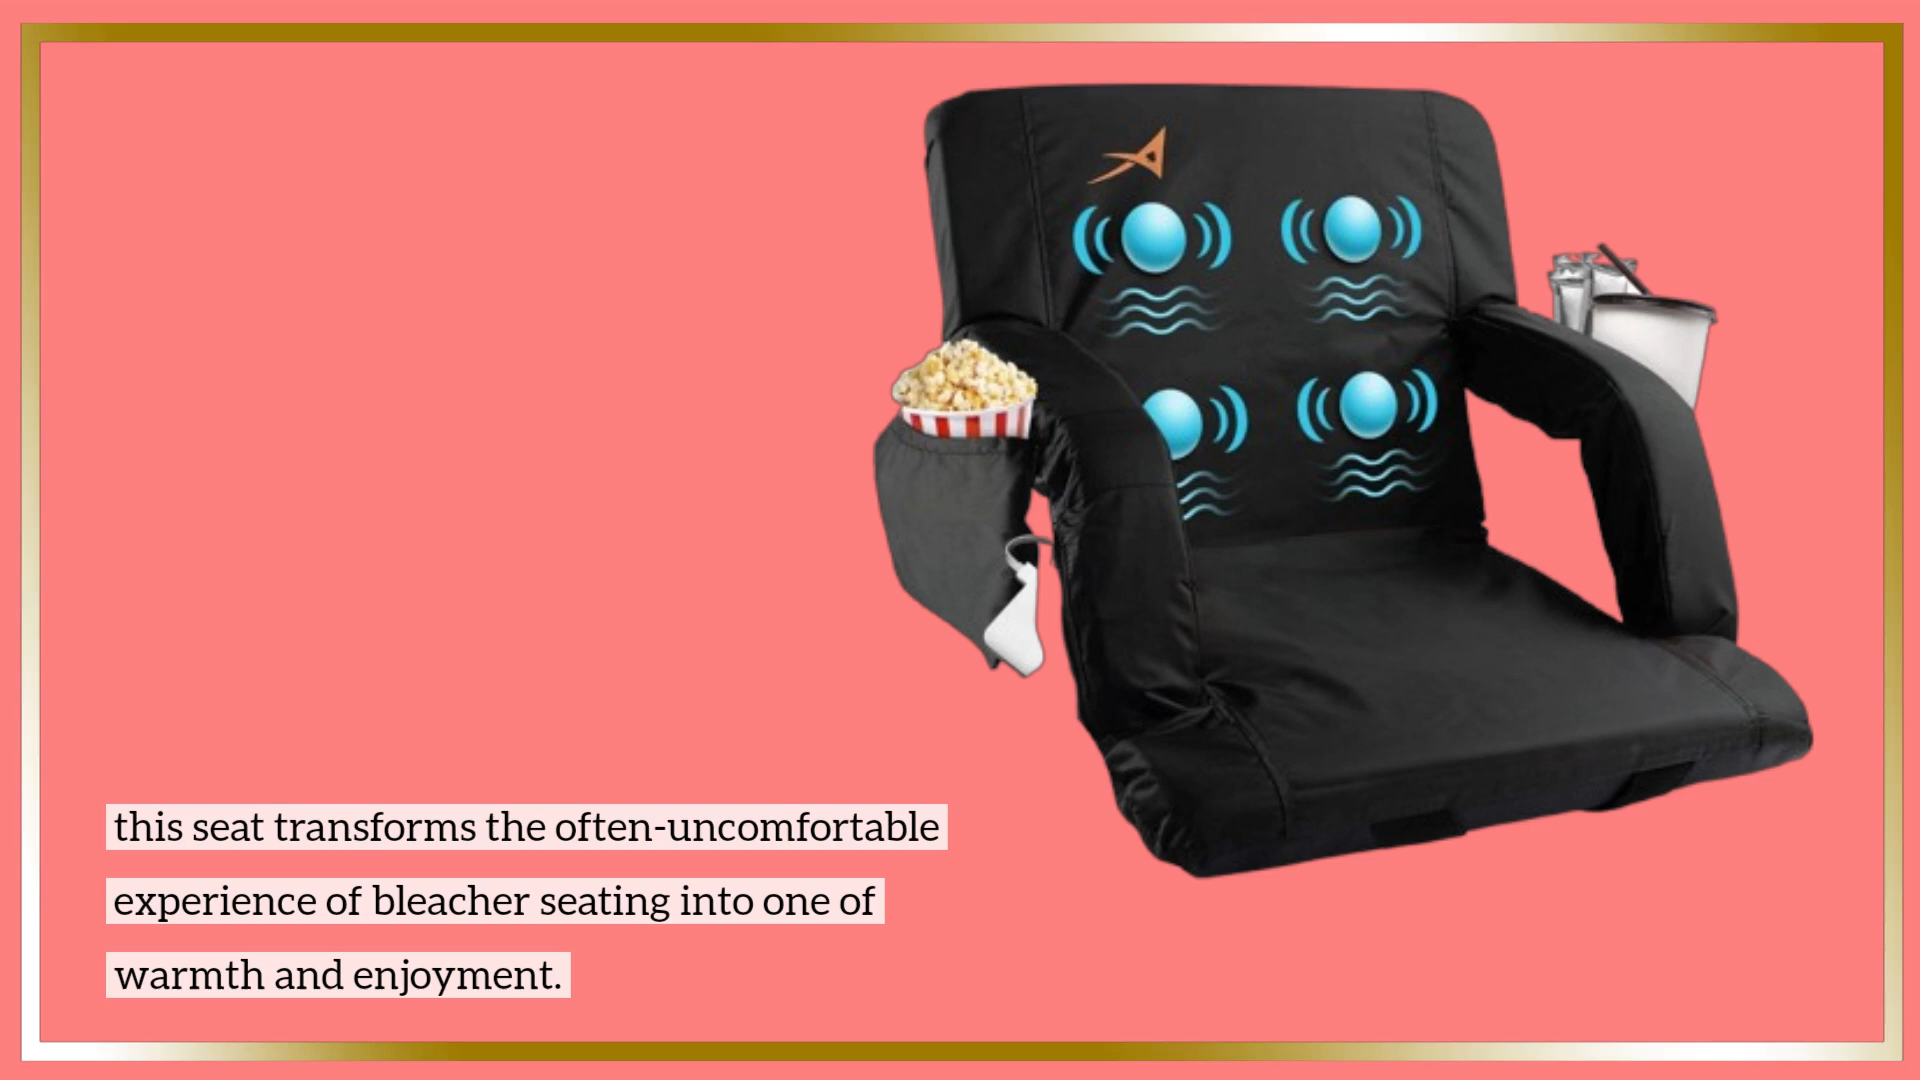 this seat transforms the often-uncomfortable
experience of bleacher seating into one of
warmth and enjoyment.